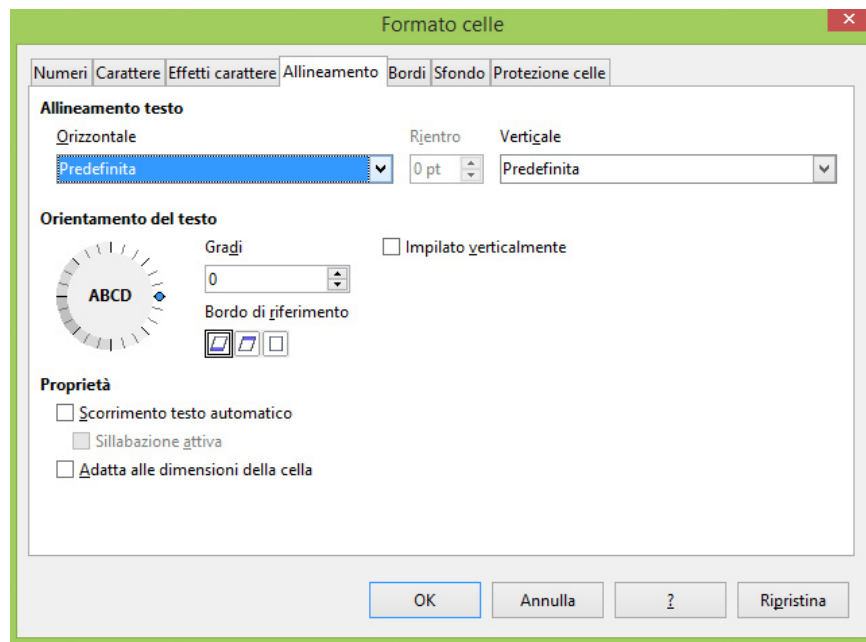 Formato celle
Numeri Carattere Effetti carattere Allineamento Bordi Sfondo Protezione celle
Allineamento testo
Orizzontale Rientro Verticale
Predefinita 0 pt Predefinita
Orientamento del testo
Gradi Impilato verticalmente
ABCD 0
Bordo di riferimento
Proprietà
Scorrimento testo automatico
Sillabazione attiva
Adatta alle dimensioni della cella
OK Annulla ? Ripristina